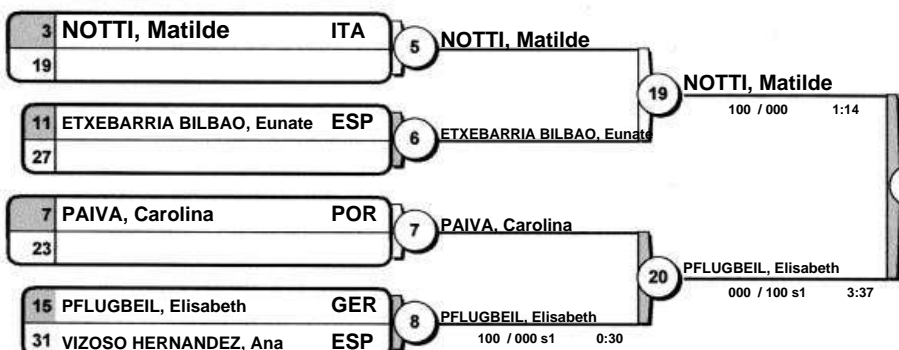 3 NOTTI, Matilde ITA
19
5
NOTTI, Matilde
11 ETXEBARRIA BILBAO, Eunate ESP
27
6
ETXEBARRIA BILBAO, Eunate
19
NOTTI, Matilde
100 / 000 1:14
7 PAIVA, Carolina POR
23
7
PAIVA, Carolina
15 PFLUGBEIL, Elisabeth GER
31 VIZOSO HERNANDEZ, Ana ESP
8
PFLUGBEIL, Elisabeth
100 / 000 s1 0:30
20
PFLUGBEIL, Elisabeth
000 / 100 s1 3:37